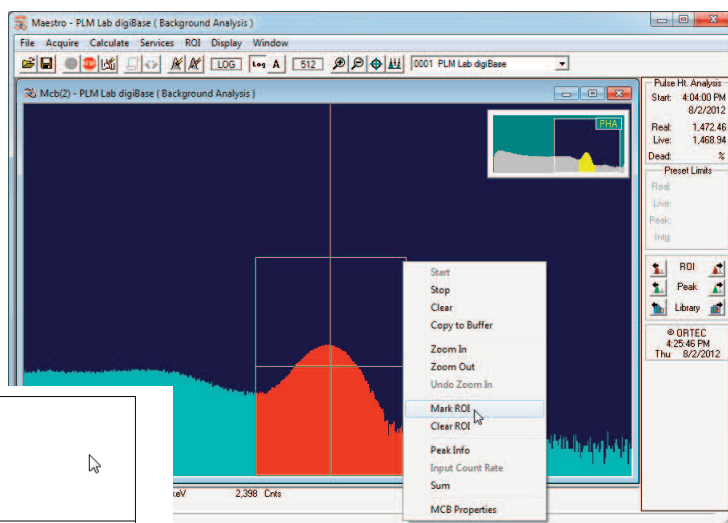 Maestro - PLM Lab digiBase ( Background Analysis )
File Acquire Calculate Services ROI Display Window
LOG Log A 512 0001 PLM Lab digiBase
Mcb(2) - PLM Lab digiBase ( Background Analysis )
PHA
Pulse Ht. Analysis
Start: 4:04:00 PM
8/2/2012
Real: 1,472.46
Live: 1,468.94
Dead: %
Preset Limits
Real:
Live:
Peak:
Intg:
ROI
Peak
Library
© ORTEC
4:25:46 PM
Thu 8/2/2012
Start
Stop
Clear
Copy to Buffer
Zoom In
Zoom Out
Undo Zoom In
Mark ROI
Clear ROI
Peak Info
Input Count Rate
Sum
MCB Properties
keV 2,398 Cnts